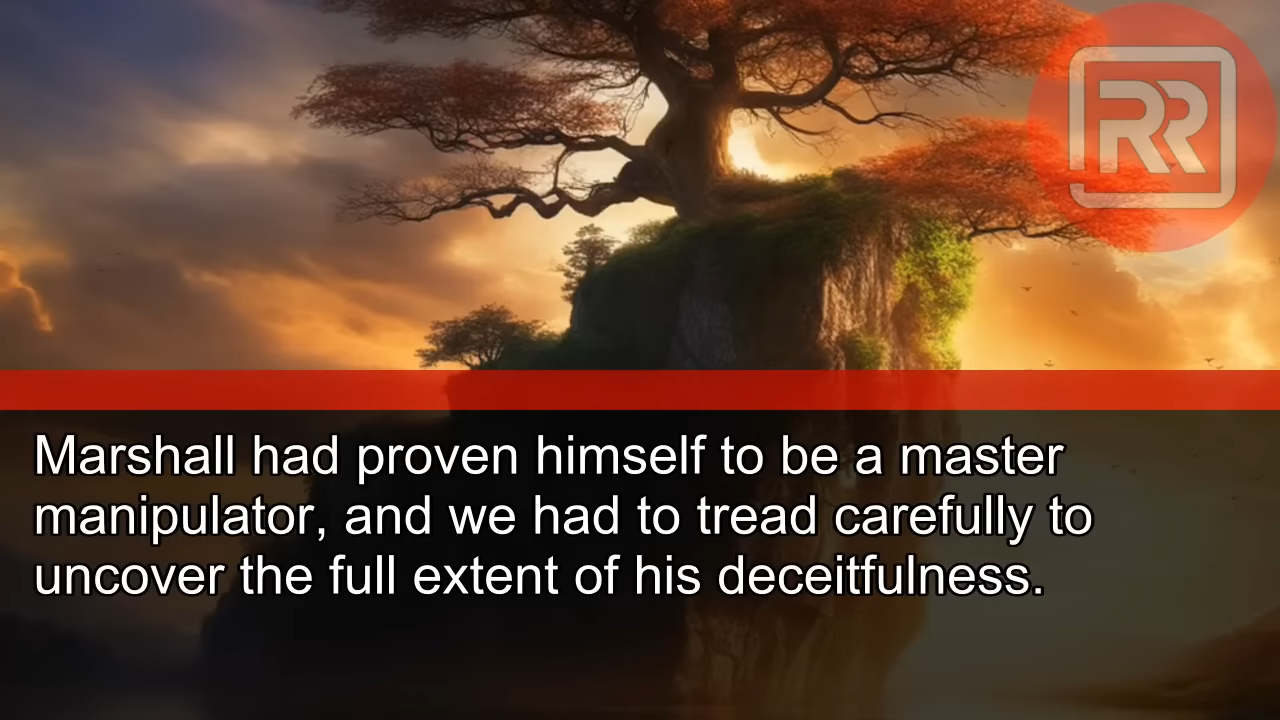 RR
Marshall had proven himself to be a master
manipulator, and we had to tread carefully to
uncover the full extent of his deceitfulness.